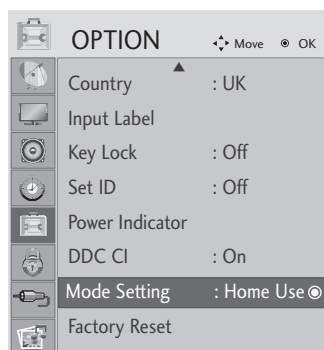 OPTION Move OK
Country : UK
Input Label
Key Lock : Off
Set ID : Off
Power Indicator
DDC CI : On
Mode Setting : Home Use
Factory Reset